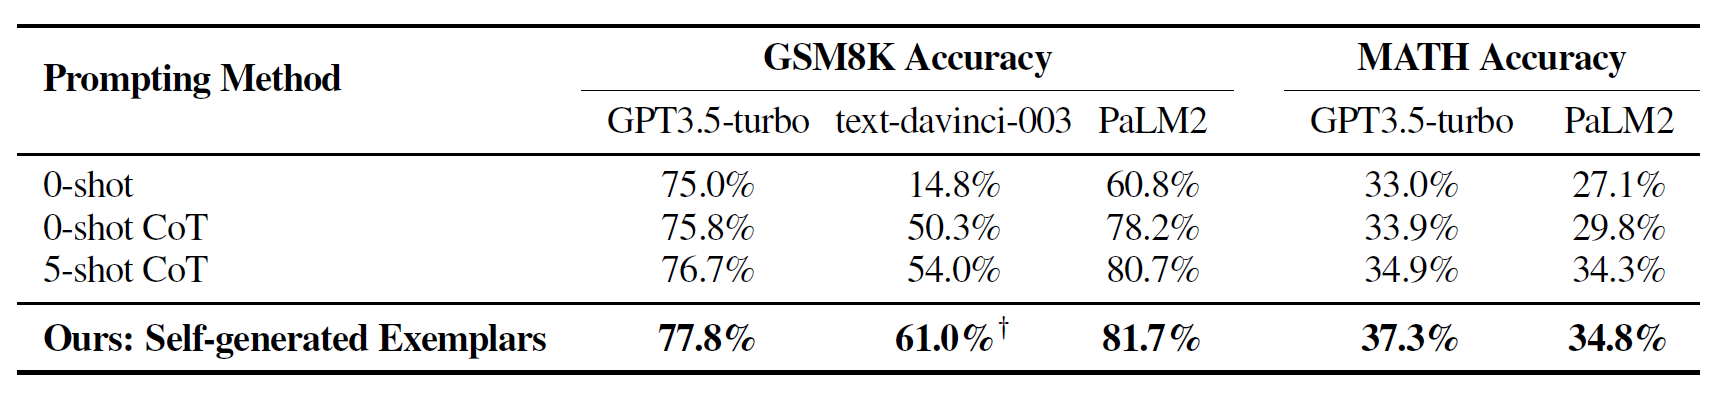 Prompting Method GSM8K Accuracy MATH Accuracy
GPT3.5-turbo text-davinci-003 PaLM2 GPT3.5-turbo PaLM2
0-shot 75.0% 14.8% 60.8% 33.0% 27.1%
0-shot CoT 75.8% 50.3% 78.2% 33.9% 29.8%
5-shot CoT 76.7% 54.0% 80.7% 34.9% 34.3%
Ours: Self-generated Exemplars 77.8% 61.0%† 81.7% 37.3% 34.8%